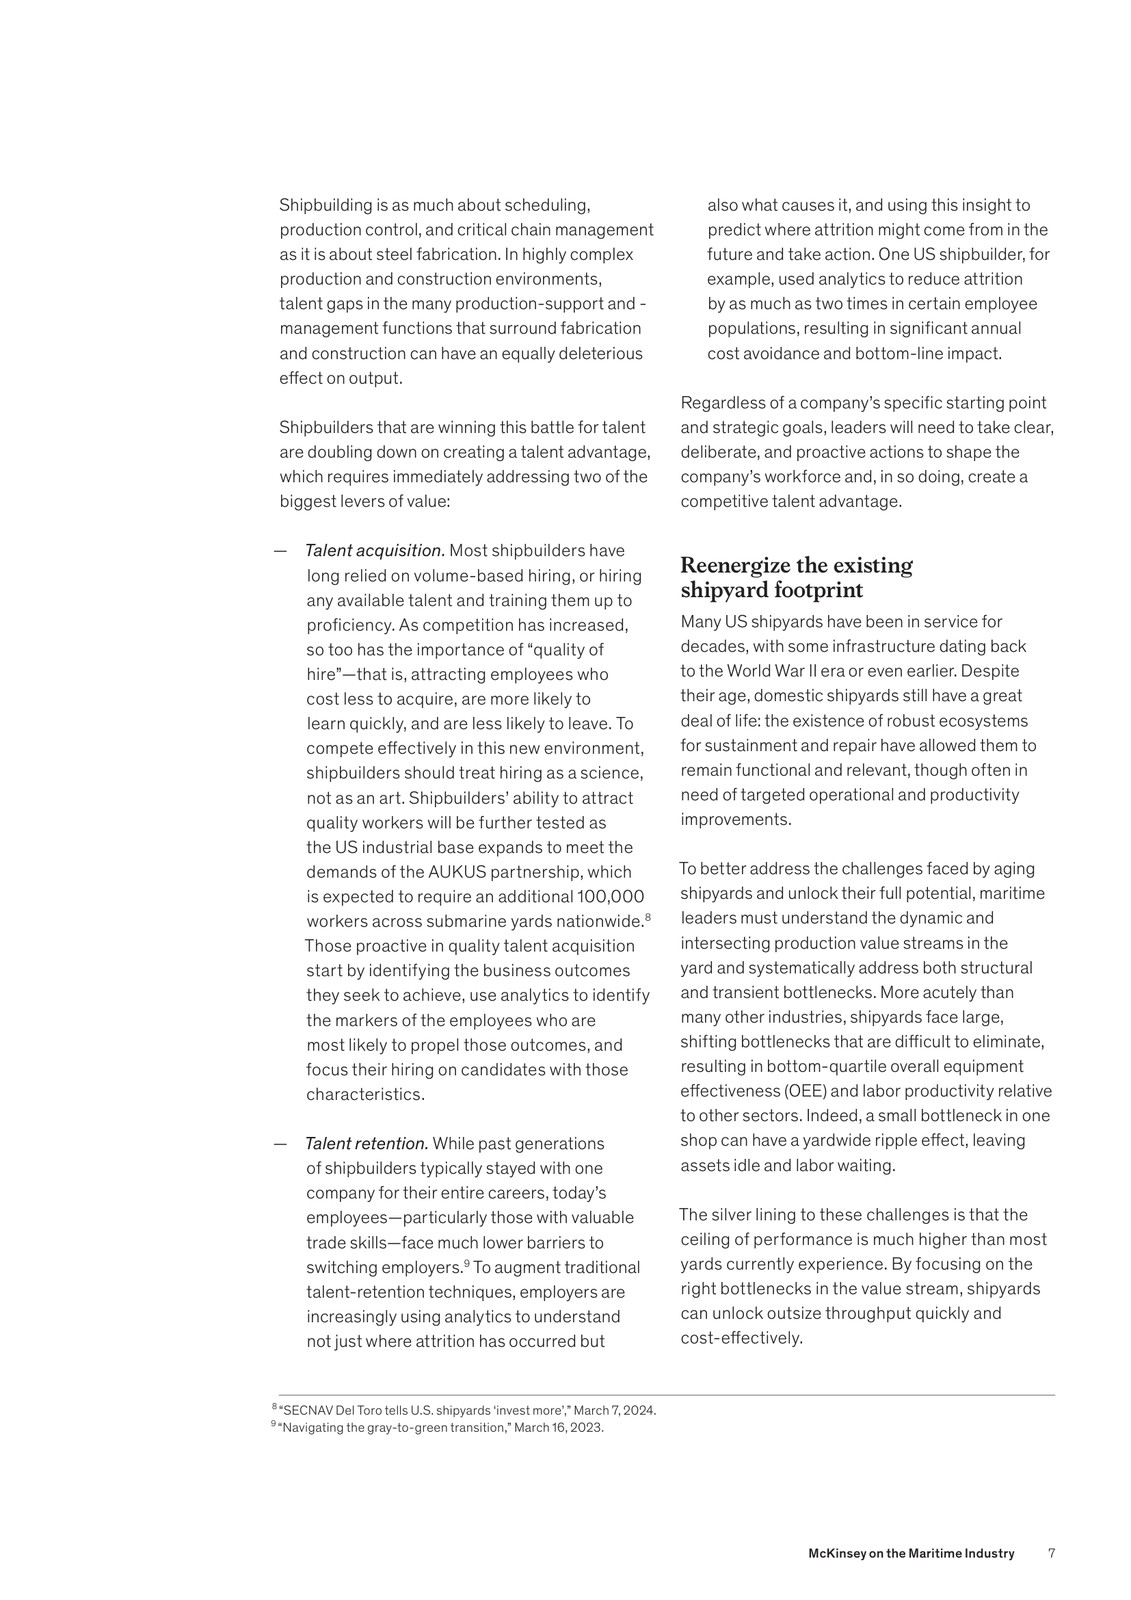 Shipbuilding is as much about scheduling,
production control, and critical chain management
as it is about steel fabrication. In highly complex
production and construction environments,
talent gaps in the many production-support and -
management functions that surround fabrication
and construction can have an equally deleterious
effect on output.
Shipbuilders that are winning this battle for talent
are doubling down on creating a talent advantage,
which requires immediately addressing two of the
biggest levers of value:
— Talent acquisition. Most shipbuilders have
long relied on volume-based hiring, or hiring
any available talent and training them up to
proficiency. As competition has increased,
so too has the importance of “quality of
hire”—that is, attracting employees who
cost less to acquire, are more likely to
learn quickly, and are less likely to leave. To
compete effectively in this new environment,
shipbuilders should treat hiring as a science,
not as an art. Shipbuilders’ ability to attract
quality workers will be further tested as
the US industrial base expands to meet the
demands of the AUKUS partnership, which
is expected to require an additional 100,000
workers across submarine yards nationwide.⁸
Those proactive in quality talent acquisition
start by identifying the business outcomes
they seek to achieve, use analytics to identify
the markers of the employees who are
most likely to propel those outcomes, and
focus their hiring on candidates with those
characteristics.
— Talent retention. While past generations
of shipbuilders typically stayed with one
company for their entire careers, today’s
employees—particularly those with valuable
trade skills—face much lower barriers to
switching employers.⁹ To augment traditional
talent-retention techniques, employers are
increasingly using analytics to understand
not just where attrition has occurred but
also what causes it, and using this insight to
predict where attrition might come from in the
future and take action. One US shipbuilder, for
example, used analytics to reduce attrition
by as much as two times in certain employee
populations, resulting in significant annual
cost avoidance and bottom-line impact.
Regardless of a company’s specific starting point
and strategic goals, leaders will need to take clear,
deliberate, and proactive actions to shape the
company’s workforce and, in so doing, create a
competitive talent advantage.
Reenergize the existing
shipyard footprint
Many US shipyards have been in service for
decades, with some infrastructure dating back
to the World War II era or even earlier. Despite
their age, domestic shipyards still have a great
deal of life: the existence of robust ecosystems
for sustainment and repair have allowed them to
remain functional and relevant, though often in
need of targeted operational and productivity
improvements.
To better address the challenges faced by aging
shipyards and unlock their full potential, maritime
leaders must understand the dynamic and
intersecting production value streams in the
yard and systematically address both structural
and transient bottlenecks. More acutely than
many other industries, shipyards face large,
shifting bottlenecks that are difficult to eliminate,
resulting in bottom-quartile overall equipment
effectiveness (OEE) and labor productivity relative
to other sectors. Indeed, a small bottleneck in one
shop can have a yardwide ripple effect, leaving
assets idle and labor waiting.
The silver lining to these challenges is that the
ceiling of performance is much higher than most
yards currently experience. By focusing on the
right bottlenecks in the value stream, shipyards
can unlock outsize throughput quickly and
cost-effectively.
⁸ “SECNAV Del Toro tells U.S. shipyards ‘invest more’,” March 7, 2024.
⁹ “Navigating the gray-to-green transition,” March 16, 2023.
McKinsey on the Maritime Industry 7